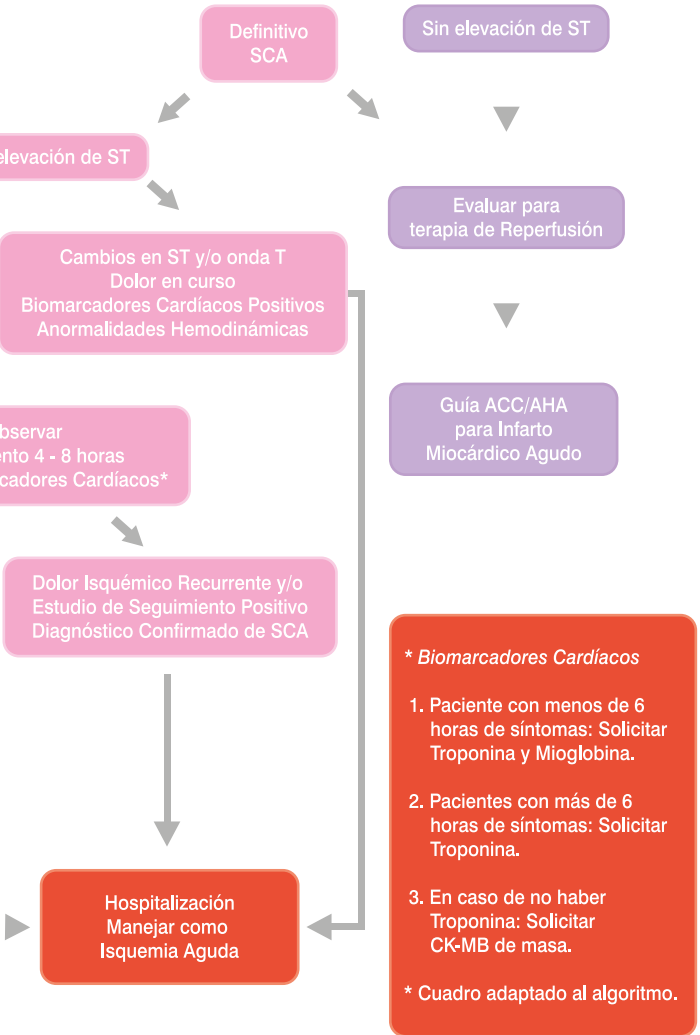 Definitivo
SCA
Sin elevación de ST
elevación de ST
Evaluar para
terapia de Reperfusión
Cambios en ST y/o onda T
Dolor en curso
Biomarcadores Cardíacos Positivos
Anormalidades Hemodinámicas
Guía ACC/AHA
para Infarto
Miocárdico Agudo
4 - 8 horas
Cardíacos*
Dolor Isquémico Recurrente y/o
Estudio de Seguimiento Positivo
Diagnóstico Confirmado de SCA
* Biomarcadores Cardíacos
1. Paciente con menos de 6
horas de síntomas: Solicitar
Troponina y Mioglobina.
2. Pacientes con más de 6
horas de síntomas: Solicitar
Troponina.
3. En caso de no haber
Troponina: Solicitar
CK-MB de masa.
* Cuadro adaptado al algoritmo.
Hospitalización
Manejar como
Isquemia Aguda